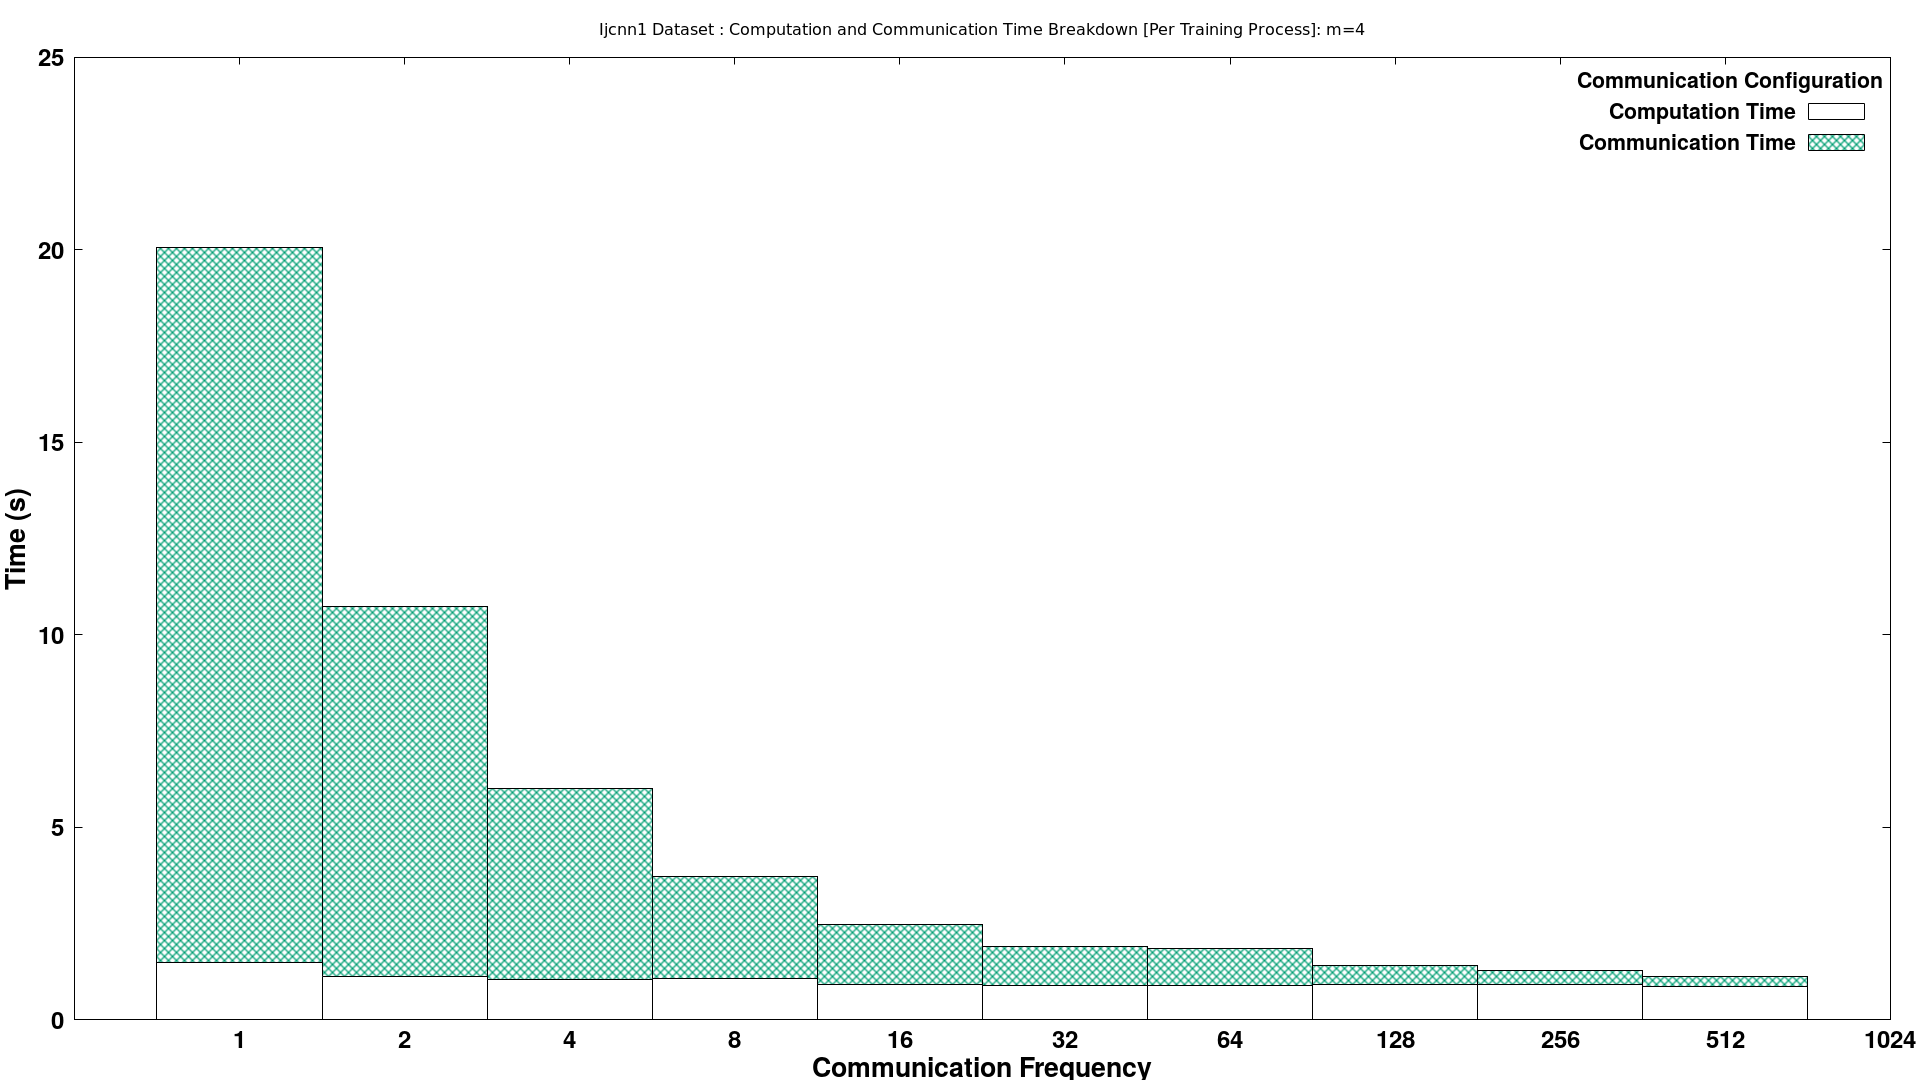 Ijcnn1 Dataset : Computation and Communication Time Breakdown [Per Training Process]: m=4
Communication Configuration
Computation Time
Communication Time
25
20
15
10
5
0
Time (s)
1 2 4 8 16 32 64 128 256 512 1024
Communication Frequency